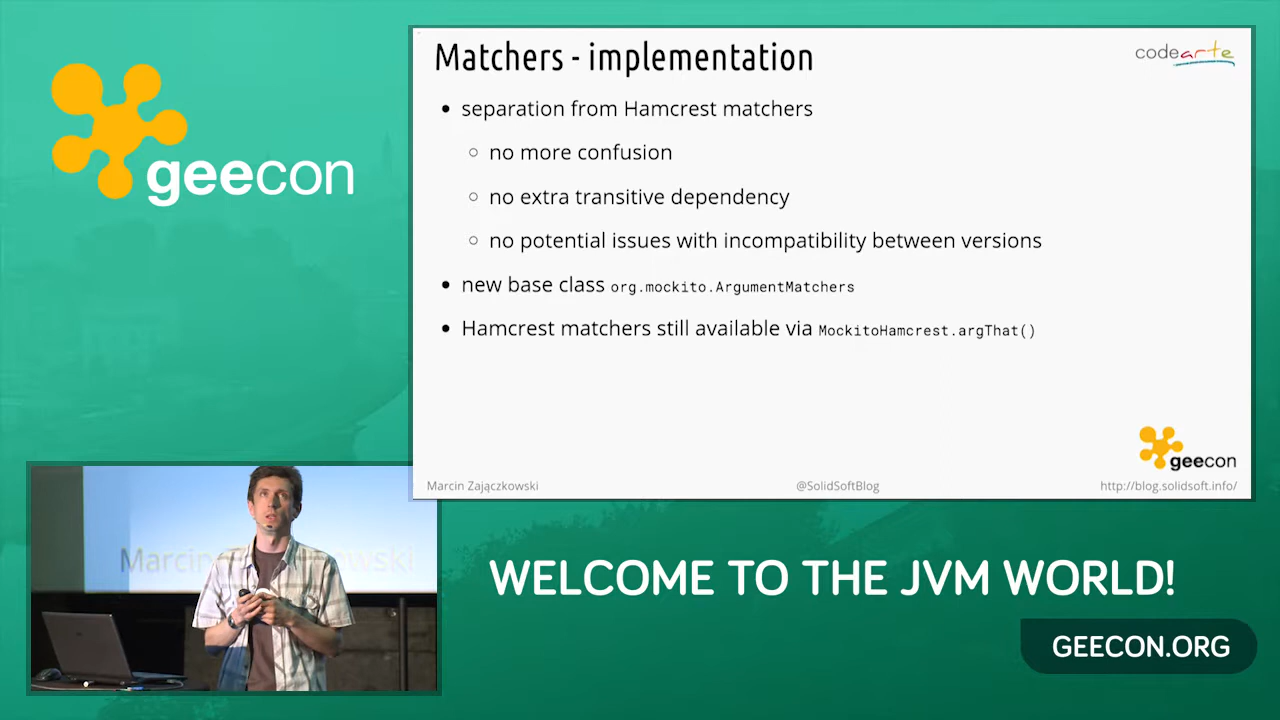 geecon
Matchers - implementation
codearte
• separation from Hamcrest matchers
○ no more confusion
○ no extra transitive dependency
○ no potential issues with incompatibility between versions
• new base class org.mockito.ArgumentMatchers
• Hamcrest matchers still available via MockitoHamcrest.argThat()
geecon
Marcin Zajączkowski
@SolidSoftBlog
http://blog.solidsoft.info/
Marcin
WELCOME TO THE JVM WORLD!
GEECON.ORG